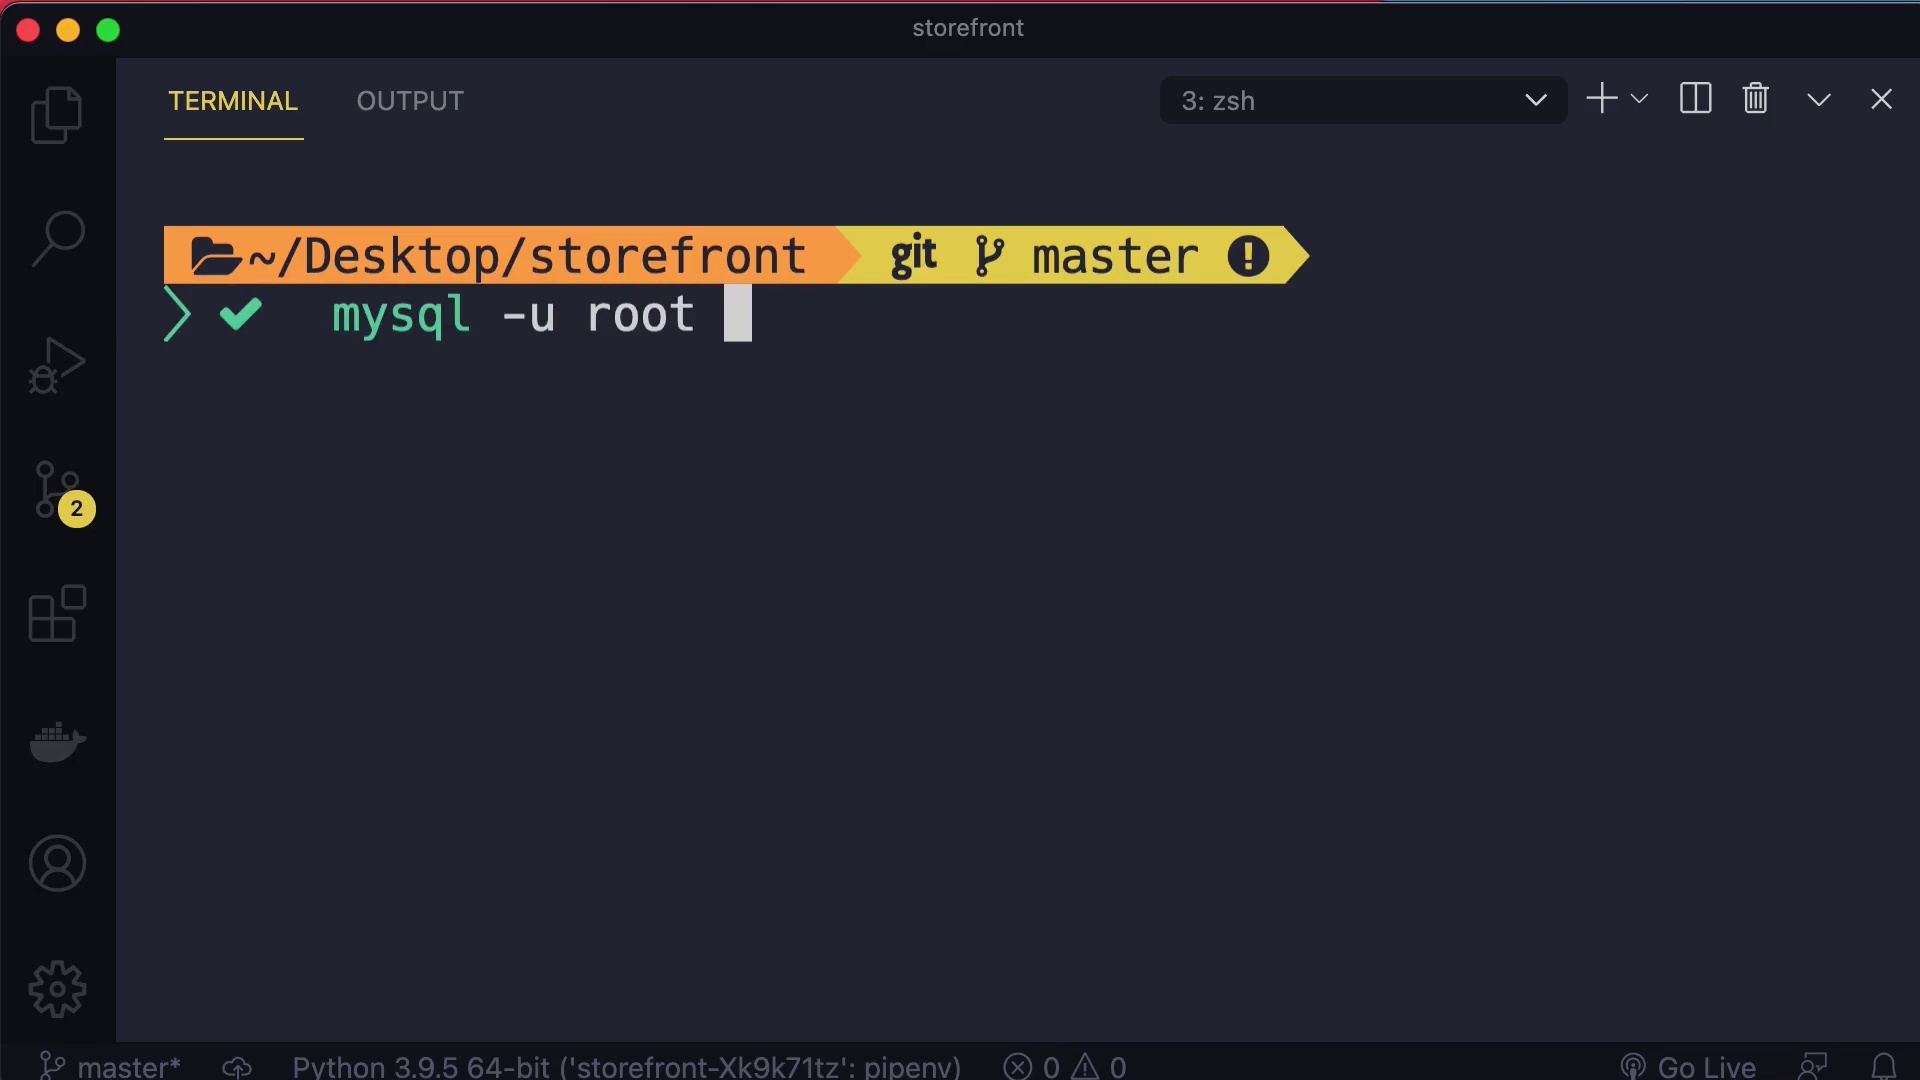 storefront
TERMINAL OUTPUT 3: zsh
~/Desktop/storefront git master
mysql -u root
2
master* Python 3.9.5 64-bit ('storefront-Xk9k71tz': pipenv) 0 0 Go Live